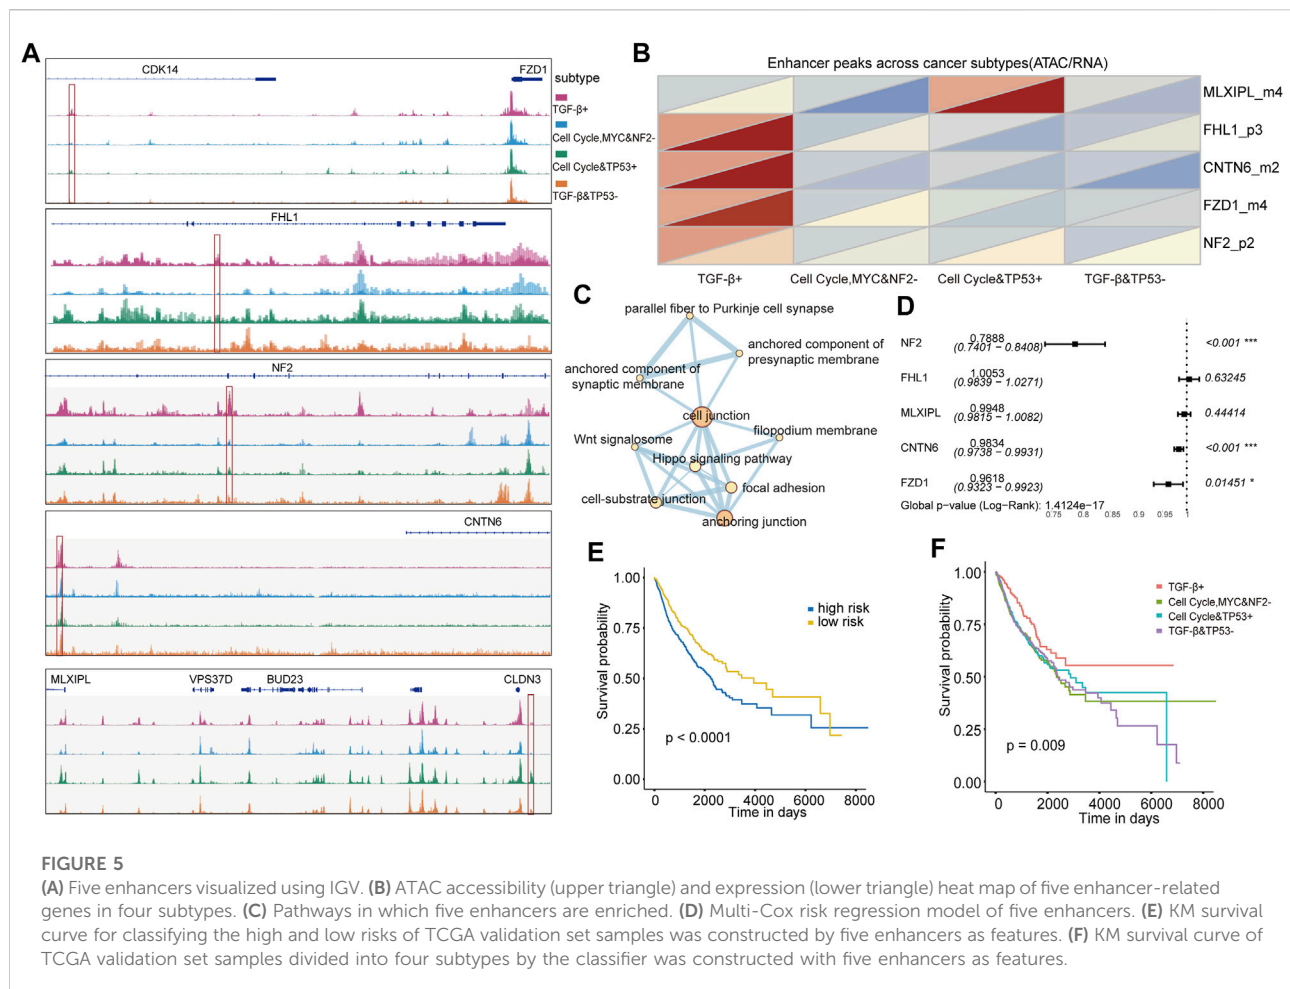 A
CDK14
FZD1
subtype
TGF-β+
Cell Cycle,MYC&NF2-
Cell Cycle&TP53+
TGF-β&TP53-
FHL1
NF2
CNTN6
MLXIPL
VPS37D
BUD23
CLDN3
B
Enhancer peaks across cancer subtypes(ATAC/RNA)
MLXIPL_m4
FHL1_p3
CNTN6_m2
FZD1_m4
NF2_p2
TGF-β+
Cell Cycle,MYC&NF2-
Cell Cycle&TP53+
TGF-β&TP53-
C
parallel fiber to Purkinje cell synapse
anchored component of
presynaptic membrane
anchored component of
synaptic membrane
cell junction
filopodium membrane
Wnt signalosome
Hippo signaling pathway
focal adhesion
cell-substrate junction
anchoring junction
D
NF2
0.7888
(0.7401 − 0.8408)
<0.001 ***
FHL1
1.0053
(0.9839 − 1.0271)
0.63245
MLXIPL
0.9948
(0.9815 − 1.0082)
0.44414
CNTN6
0.9834
(0.9738 − 0.9931)
<0.001 ***
FZD1
0.9618
(0.9323 − 0.9923)
0.01451 *
Global p-value (Log-Rank): 1.4124e-17
0.75
0.8
0.85
0.9
0.95
1
E
Survival probability
1.00
0.75
0.50
0.25
0.00
high risk
low risk
p < 0.0001
0
2000
4000
6000
8000
Time in days
F
Survival probability
1.00
0.75
0.50
0.25
0.00
TGF-β+
Cell Cycle,MYC&NF2-
Cell Cycle&TP53+
TGF-β&TP53-
p = 0.009
0
2000
4000
6000
8000
Time in days
FIGURE 5
(A) Five enhancers visualized using IGV. (B) ATAC accessibility (upper triangle) and expression (lower triangle) heat map of five enhancer-related
genes in four subtypes. (C) Pathways in which five enhancers are enriched. (D) Multi-Cox risk regression model of five enhancers. (E) KM survival
curve for classifying the high and low risks of TCGA validation set samples was constructed by five enhancers as features. (F) KM survival curve of
TCGA validation set samples divided into four subtypes by the classifier was constructed with five enhancers as features.